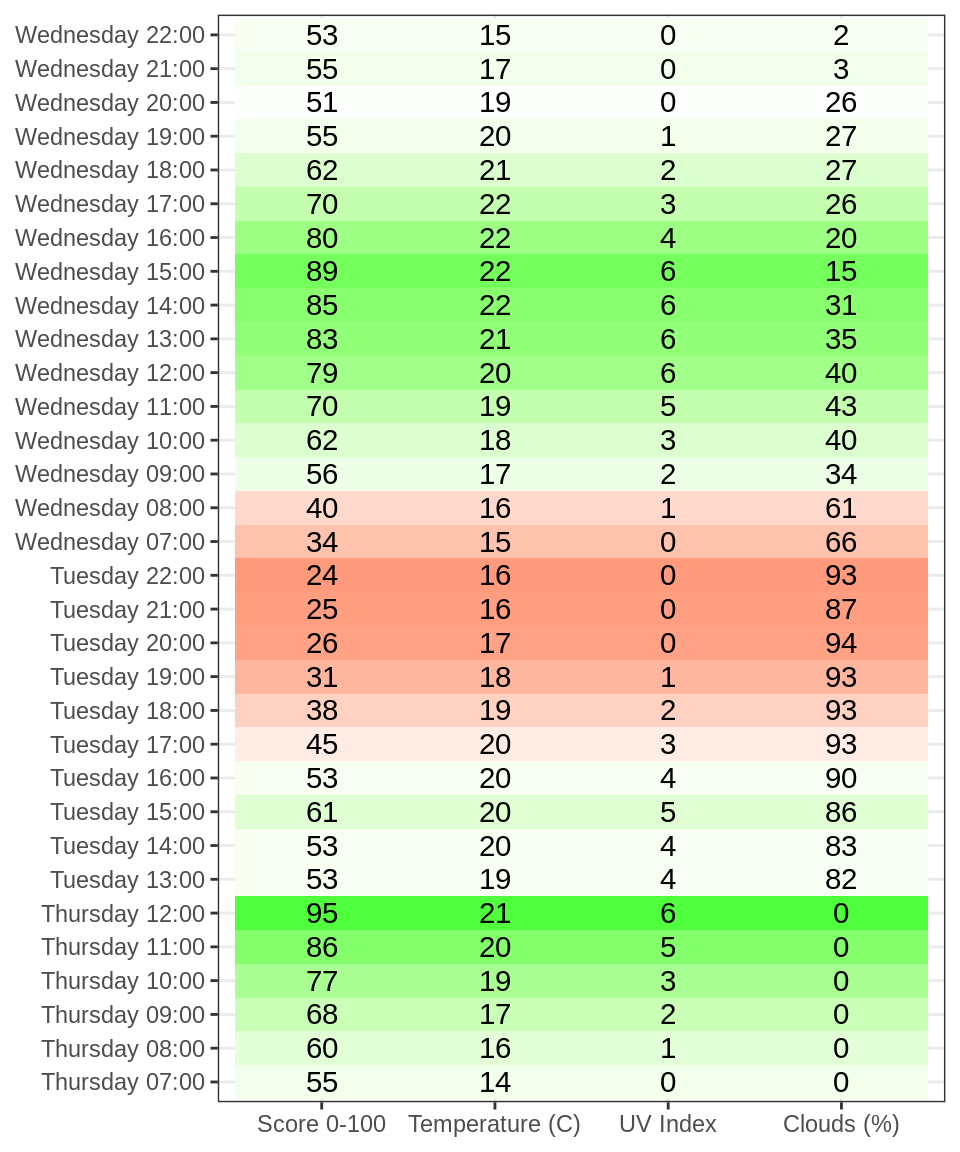 Wednesday 22:00 53 15 0 2
Wednesday 21:00 55 17 0 3
Wednesday 20:00 51 19 0 26
Wednesday 19:00 55 20 1 27
Wednesday 18:00 62 21 2 27
Wednesday 17:00 70 22 3 26
Wednesday 16:00 80 22 4 20
Wednesday 15:00 89 22 6 15
Wednesday 14:00 85 22 6 31
Wednesday 13:00 83 21 6 35
Wednesday 12:00 79 20 6 40
Wednesday 11:00 70 19 5 43
Wednesday 10:00 62 18 3 40
Wednesday 09:00 56 17 2 34
Wednesday 08:00 40 16 1 61
Wednesday 07:00 34 15 0 66
Tuesday 22:00 24 16 0 93
Tuesday 21:00 25 16 0 87
Tuesday 20:00 26 17 0 94
Tuesday 19:00 31 18 1 93
Tuesday 18:00 38 19 2 93
Tuesday 17:00 45 20 3 93
Tuesday 16:00 53 20 4 90
Tuesday 15:00 61 20 5 86
Tuesday 14:00 53 20 4 83
Tuesday 13:00 53 19 4 82
Thursday 12:00 95 21 6 0
Thursday 11:00 86 20 5 0
Thursday 10:00 77 19 3 0
Thursday 09:00 68 17 2 0
Thursday 08:00 60 16 1 0
Thursday 07:00 55 14 0 0
Score 0-100 Temperature (C) UV Index Clouds (%)